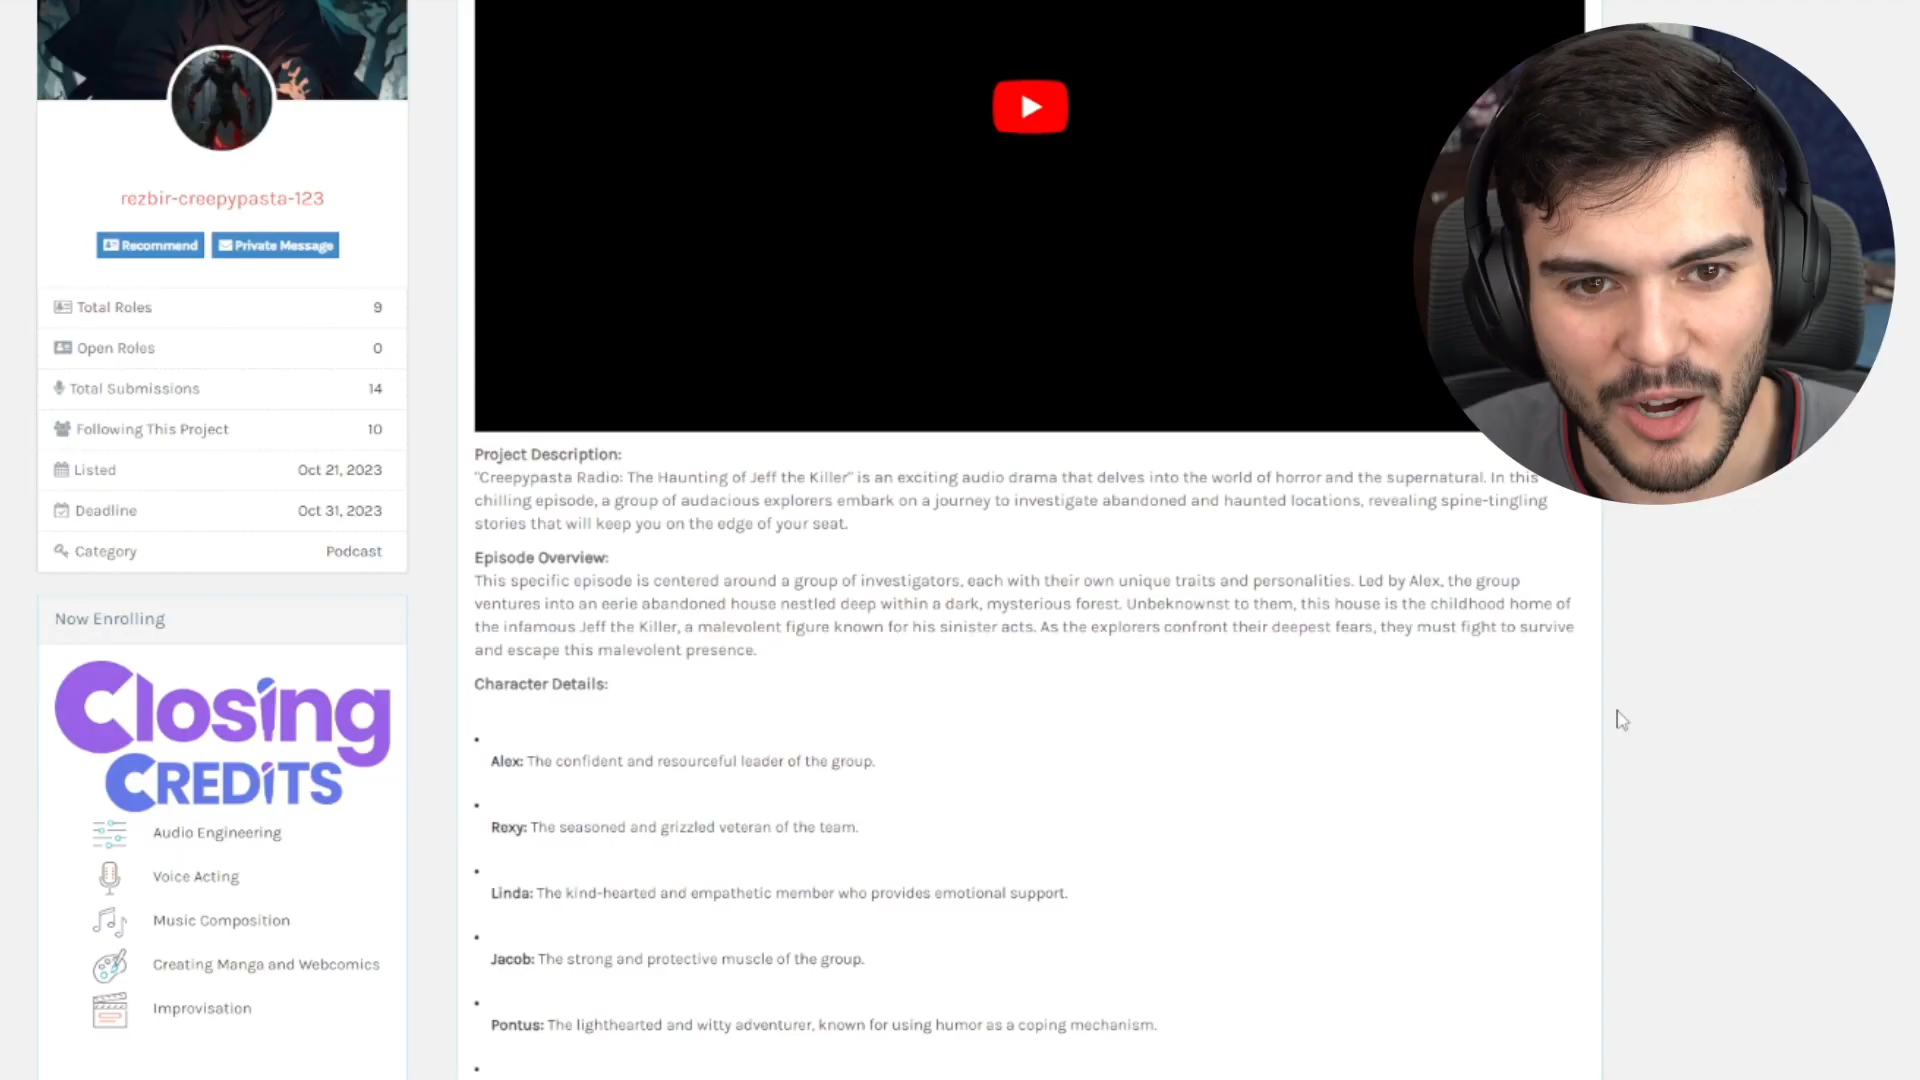 rezbir-creepypasta-123
Recommend
Private Message
Total Roles 9
Open Roles 0
Total Submissions 14
Following This Project 10
Listed Oct 21, 2023
Deadline Oct 31, 2023
Category Podcast
Now Enrolling
Closing
CREDITS
Audio Engineering
Voice Acting
Music Composition
Creating Manga and Webcomics
Improvisation
Project Description:
"Creepypasta Radio: The Haunting of Jeff the Killer" is an exciting audio drama that delves into the world of horror and the supernatural. In this
chilling episode, a group of audacious explorers embark on a journey to investigate abandoned and haunted locations, revealing spine-tingling
stories that will keep you on the edge of your seat.
Episode Overview:
This specific episode is centered around a group of investigators, each with their own unique traits and personalities. Led by Alex, the group
ventures into an eerie abandoned house nestled deep within a dark, mysterious forest. Unbeknownst to them, this house is the childhood home of
the infamous Jeff the Killer, a malevolent figure known for his sinister acts. As the explorers confront their deepest fears, they must fight to survive
and escape this malevolent presence.
Character Details:
Alex: The confident and resourceful leader of the group.
Roxy: The seasoned and grizzled veteran of the team.
Linda: The kind-hearted and empathetic member who provides emotional support.
Jacob: The strong and protective muscle of the group.
Pontus: The lighthearted and witty adventurer, known for using humor as a coping mechanism.